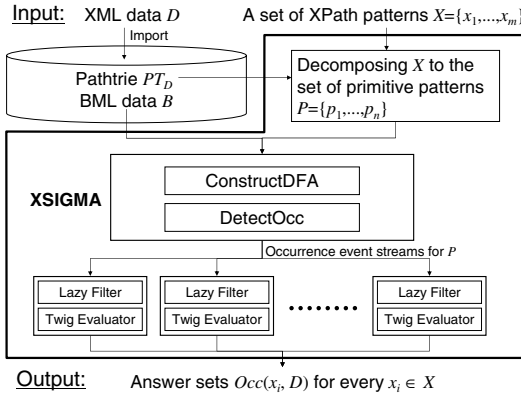 Input: XML data D A set of XPath patterns X={x₁,...,xₘ}
Import
Pathtrie PT_D
BML data B
Decomposing X to the
set of primitive patterns
P={p₁,...,pₙ}
XSIGMA
ConstructDFA
DetectOcc
Occurrence event streams for P
Lazy Filter Lazy Filter Lazy Filter
Twig Evaluator Twig Evaluator Twig Evaluator
Output: Answer sets Occ(xᵢ, D) for every xᵢ ∈ X